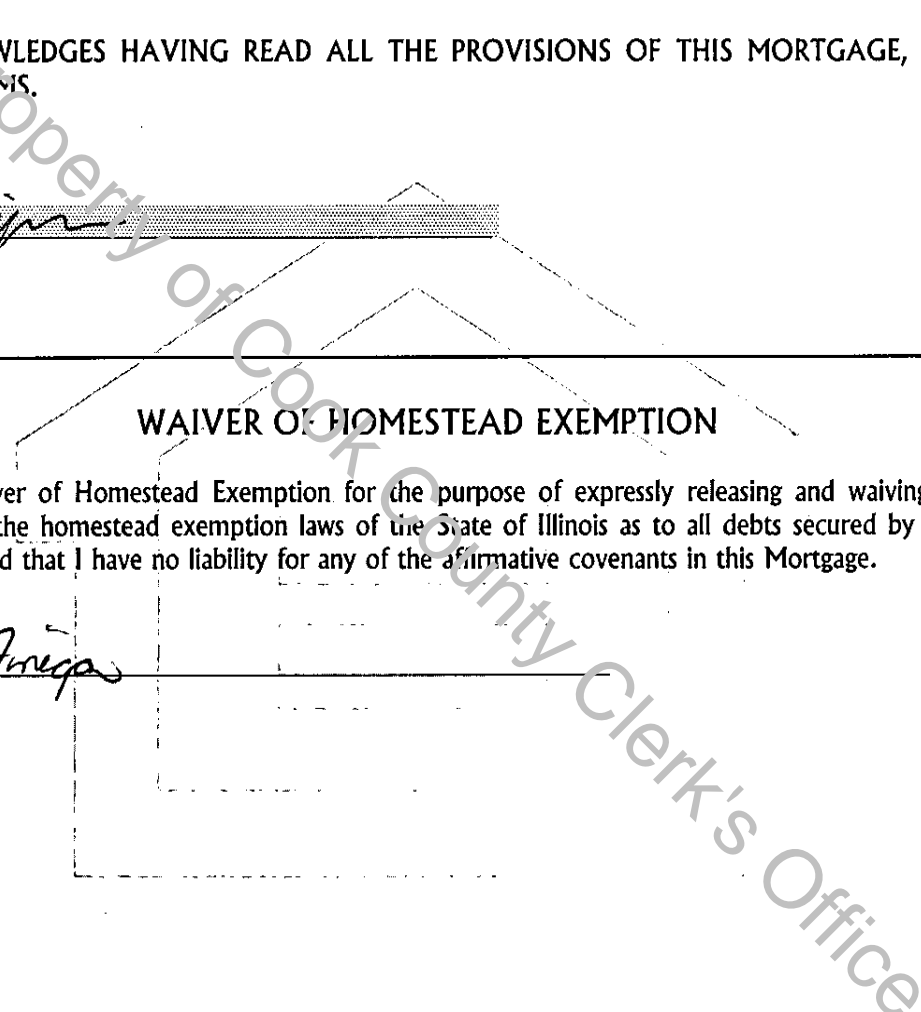 WLEDGES HAVING READ ALL THE PROVISIONS OF THIS MORTGAGE,
MS.
WAIVER OF HOMESTEAD EXEMPTION
ver of Homestead Exemption for the purpose of expressly releasing and waiving
the homestead exemption laws of the State of Illinois as to all debts secured by
d that I have no liability for any of the affirmative covenants in this Mortgage.
Property of Cook County Clerk's Office